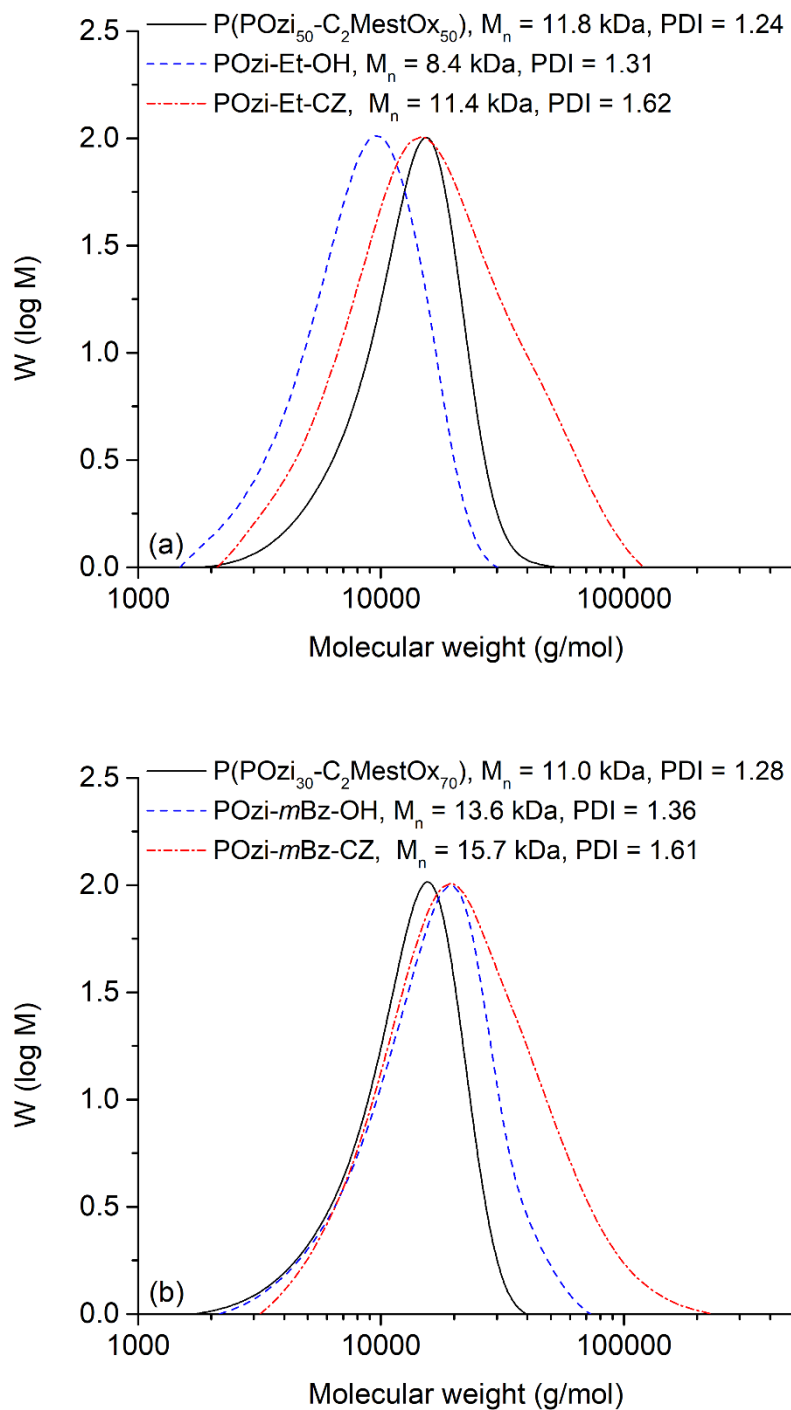 P(POzi₅₀-C₂MestOx₅₀), Mₙ = 11.8 kDa, PDI = 1.24
POzi-Et-OH, Mₙ = 8.4 kDa, PDI = 1.31
POzi-Et-CZ, Mₙ = 11.4 kDa, PDI = 1.62
2.5
2.0
1.5
1.0
0.5
0.0
W (log M)
(a)
1000
10000
100000
Molecular weight (g/mol)
P(POzi₃₀-C₂MestOx₇₀), Mₙ = 11.0 kDa, PDI = 1.28
POzi-mBz-OH, Mₙ = 13.6 kDa, PDI = 1.36
POzi-mBz-CZ, Mₙ = 15.7 kDa, PDI = 1.61
2.5
2.0
1.5
1.0
0.5
0.0
W (log M)
(b)
1000
10000
100000
Molecular weight (g/mol)